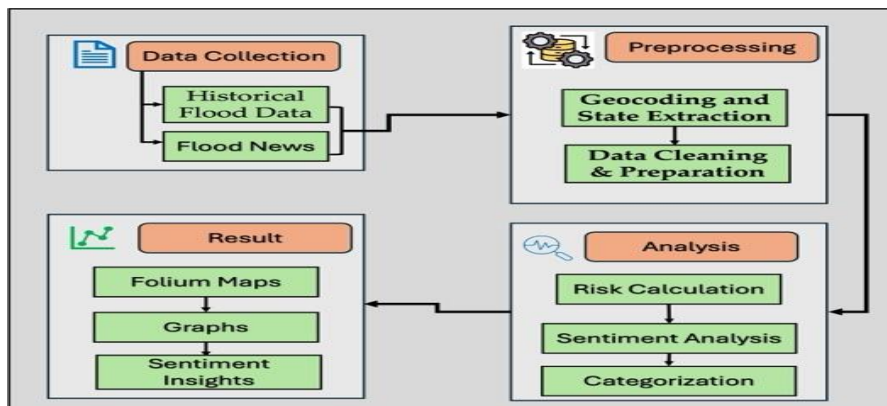 Data Collection
Historical
Flood Data
Flood News
Preprocessing
Geocoding and
State Extraction
Data Cleaning
& Preparation
Result
Folium Maps
Graphs
Sentiment
Insights
Analysis
Risk Calculation
Sentiment Analysis
Categorization